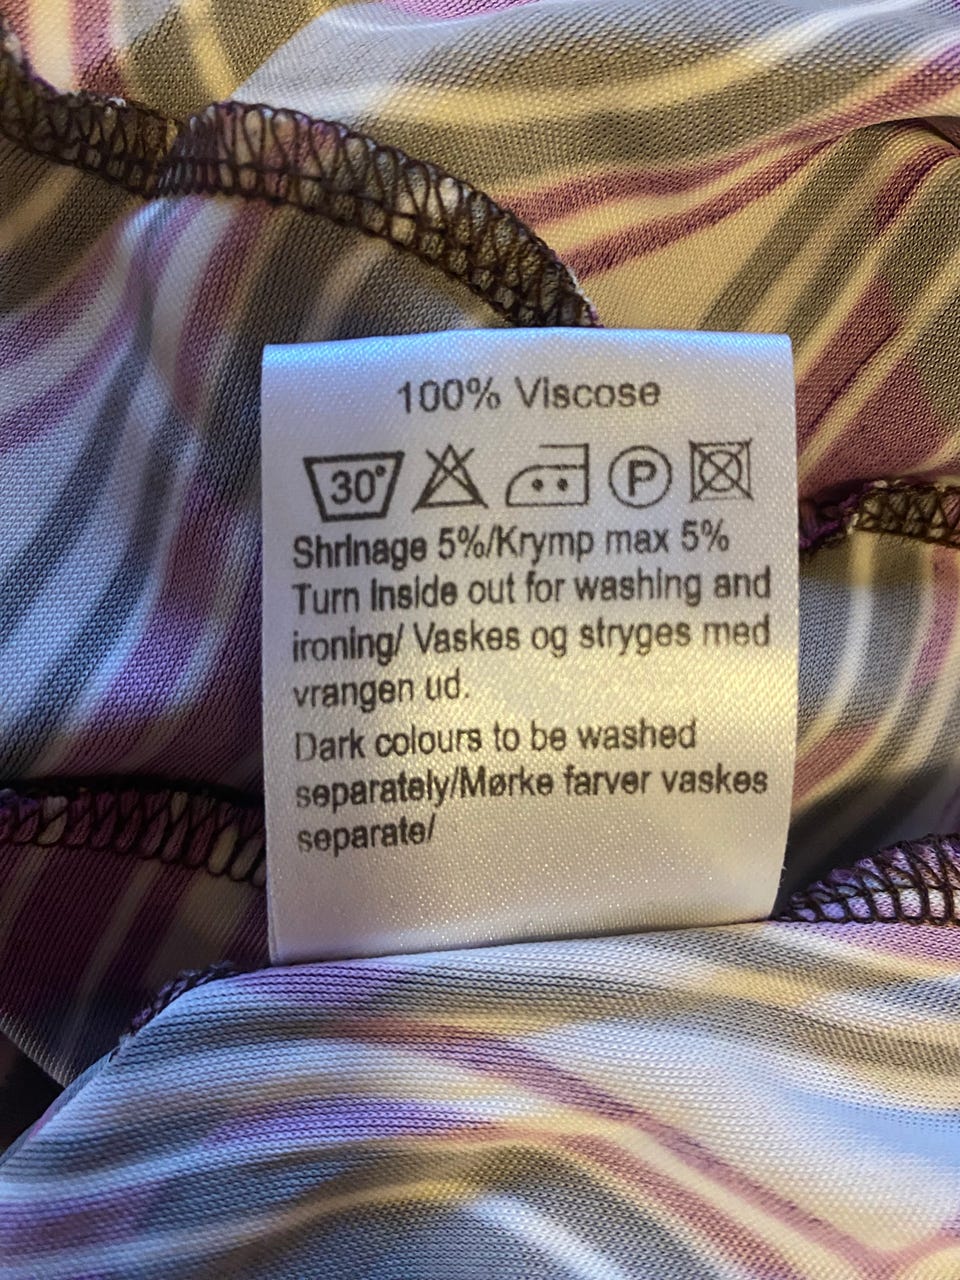 100% Viscose
30° P
Shrinage 5%/Krymp max 5%
Turn inside out for washing and
ironing/ Vaskes og stryges med
vrangen ud.
Dark colours to be washed
separately/Mørke farver vaskes
separate/